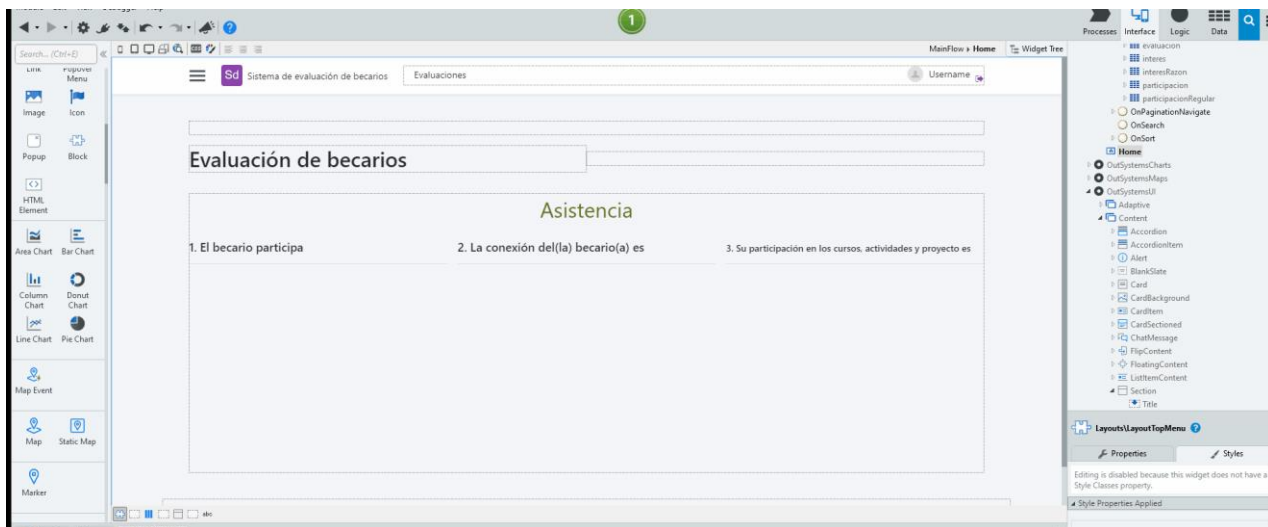 1
Processes Interface Logic Data
Search... (Ctrl+E)
MainFlow › Home
Widget Tree
Link Popover Menu
Image Icon
Popup Block
HTML Element
Area Chart Bar Chart
Column Chart Donut Chart
Line Chart Pie Chart
Map Event
Map Static Map
Marker
Sd Sistema de evaluación de becarios
Evaluaciones
Username
Evaluación de becarios
Asistencia
1. El becario participa
2. La conexión del(la) becario(a) es
3. Su participación en los cursos, actividades y proyecto es
abc
evaluacion
interes
interesRazon
participacion
participacionRegular
OnPaginationNavigate
OnSearch
OnSort
Home
OutSystemsCharts
OutSystemsMaps
OutSystemsUI
Adaptive
Content
Accordion
AccordionItem
Alert
BlankSlate
Card
CardBackground
CardItem
CardSectioned
ChatMessage
FlipContent
FloatingContent
ListItemContent
Section
Title
Layouts\LayoutTopMenu
Properties
Styles
Editing is disabled because this widget does not have a
Style Classes property.
Style Properties Applied